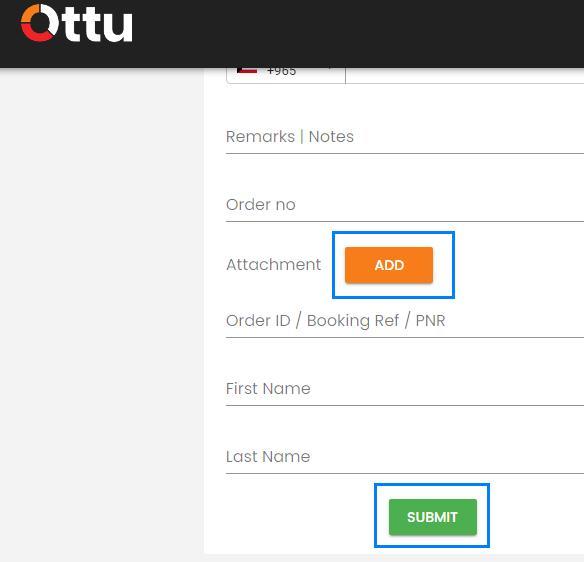 Ottu
+965
Remarks | Notes
Order no
Attachment ADD
Order ID / Booking Ref / PNR
First Name
Last Name
SUBMIT